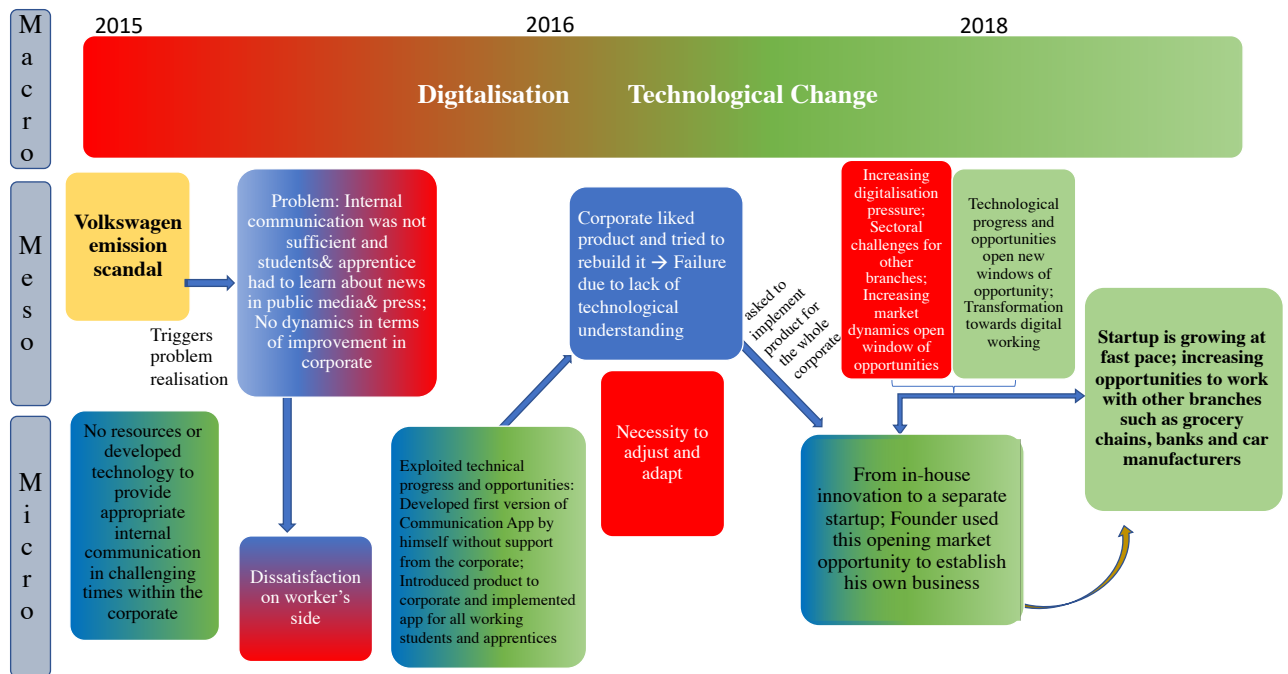 Macro
2015
2016
2018
Digitalisation Technological Change
Meso
Volkswagen
emission
scandal
Triggers
problem
realisation
Problem: Internal
communication was not
sufficient and
students& apprentice
had to learn about news
in public media& press;
No dynamics in terms
of improvement in
corporate
Corporate liked
product and tried to
rebuild it → Failure
due to lack of
technological
understanding
asked to
implement
product for
the whole
corporate
Increasing
digitalisation
pressure;
Sectoral
challenges for
other
branches;
Increasing
market
dynamics open
window of
opportunities
Technological
progress and
opportunities
open new
windows of
opportunity;
Transformation
towards digital
working
Startup is growing at
fast pace; increasing
opportunities to work
with other branches
such as grocery
chains, banks and car
manufacturers
Micro
No resources or
developed
technology to
provide
appropriate
internal
communication
in challenging
times within the
corporate
Dissatisfaction
on worker's
side
Exploited technical
progress and opportunities:
Developed first version of
Communication App by
himself without support
from the corporate;
Introduced product to
corporate and implemented
app for all working
students and apprentices
Necessity to
adjust and
adapt
From in-house
innovation to a separate
startup; Founder used
this opening market
opportunity to establish
his own business